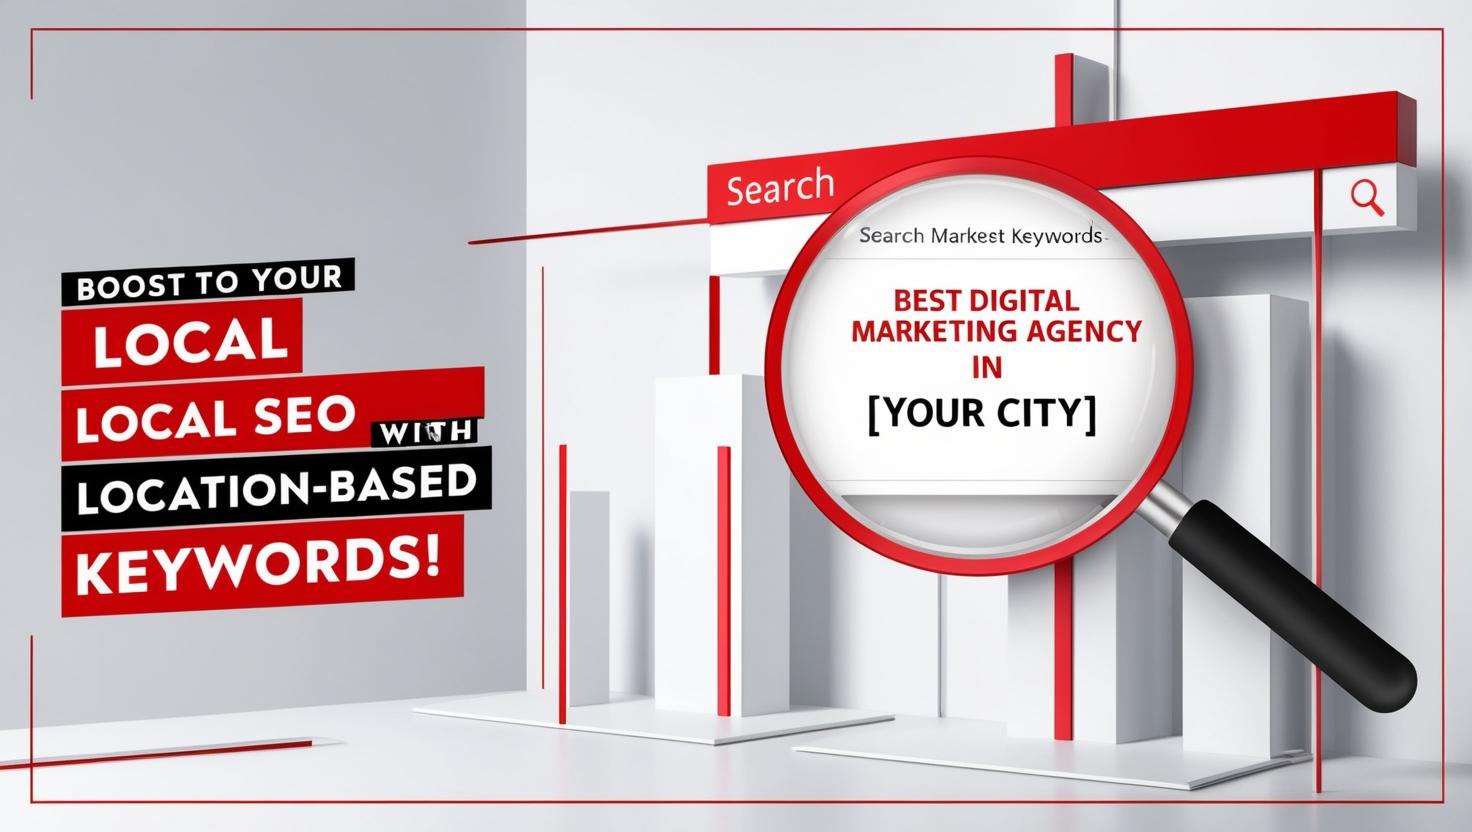 BOOST TO YOUR
LOCAL
LOCAL SEO
WITH
LOCATION-BASED
KEYWORDS!
Search
Search Markest Keywords
BEST DIGITAL
MARKETING AGENCY
IN
[YOUR CITY]